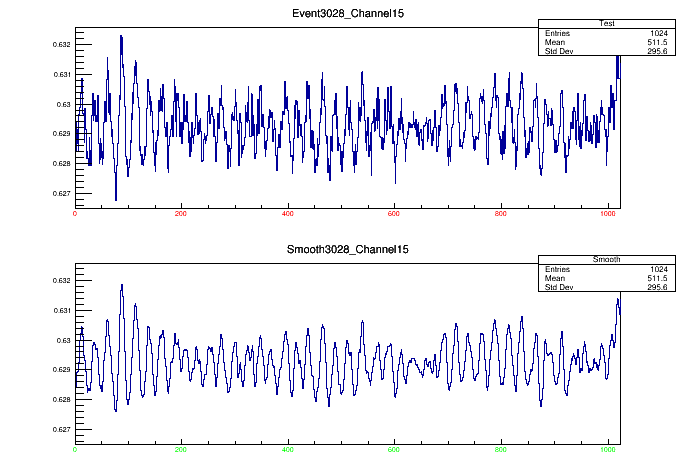 Event3028_Channel15
Test
Entries 1024
Mean 511.5
Std Dev 295.6
0.632
0.631
0.63
0.629
0.628
0.627
0 200 400 600 800 1000
Smooth3028_Channel15
Smooth
Entries 1024
Mean 511.5
Std Dev 295.6
0.632
0.631
0.63
0.629
0.628
0.627
0 200 400 600 800 1000